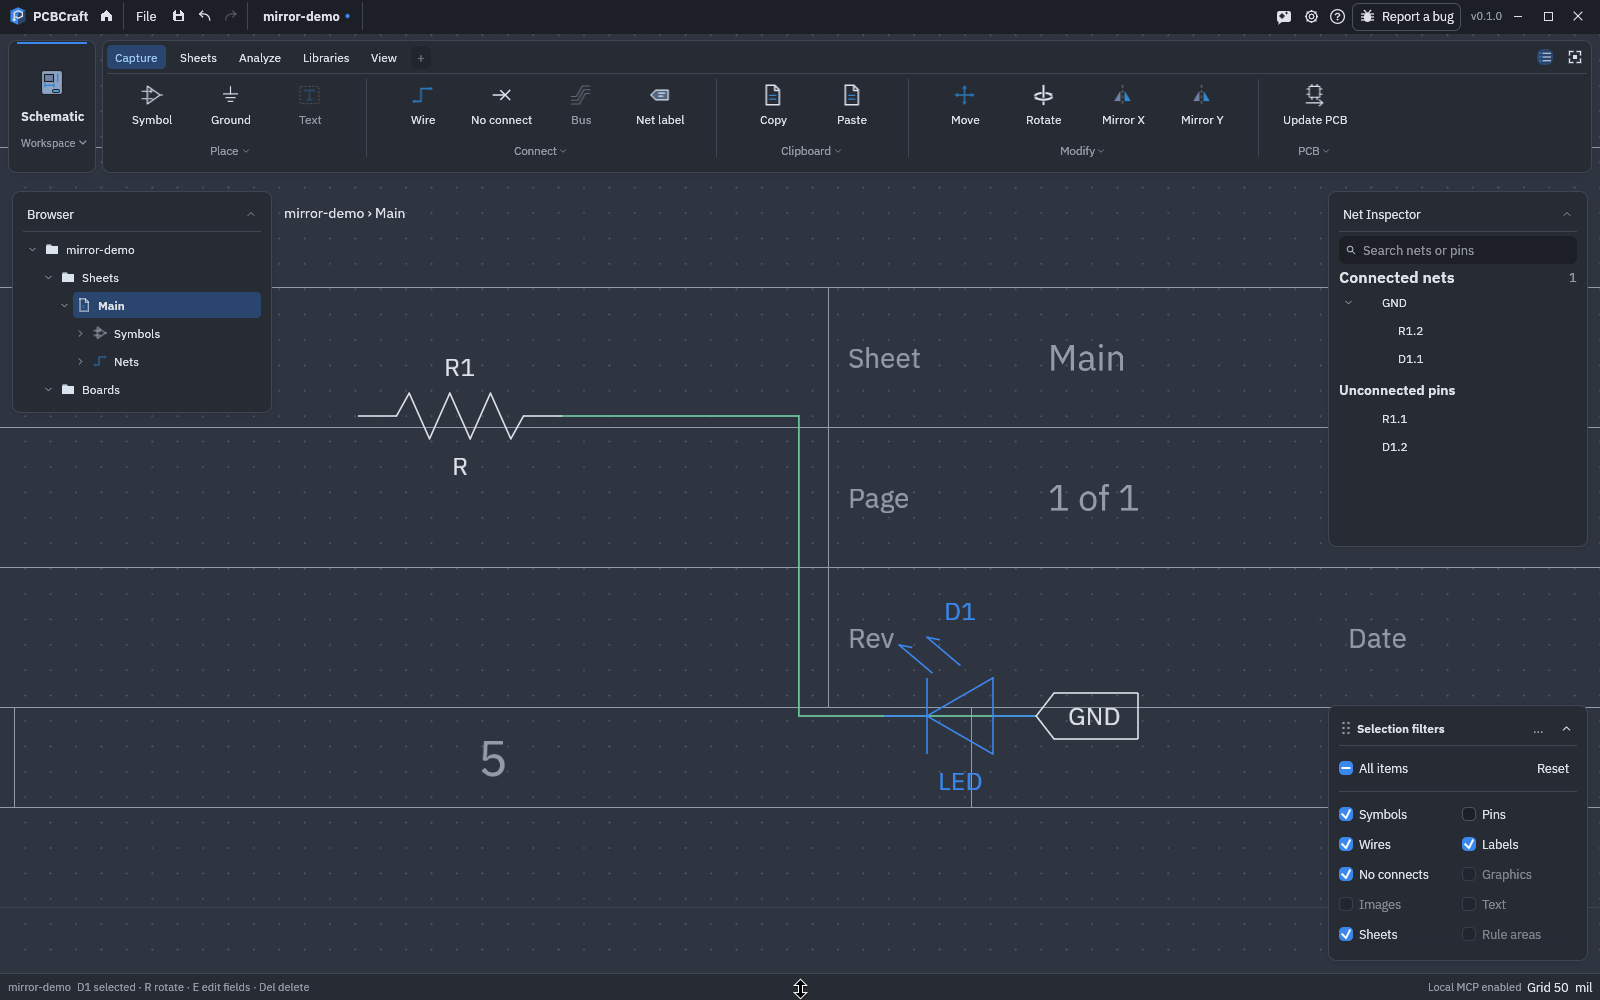 PCBCraft
File
mirror-demo
Report a bug
v0.1.0
Schematic
Workspace
Capture
Sheets
Analyze
Libraries
View
+
Symbol
Ground
Text
Place
Wire
No connect
Bus
Net label
Connect
Copy
Paste
Clipboard
Move
Rotate
Mirror X
Mirror Y
Modify
Update PCB
PCB
Browser
mirror-demo
Sheets
Main
Symbols
Nets
Boards
mirror-demo › Main
R1
R
Sheet
Main
Page
1 of 1
Rev
Date
D1
LED
GND
5
Net Inspector
Search nets or pins
Connected nets 1
GND
R1.2
D1.1
Unconnected pins
R1.1
D1.2
Selection filters ...
All items Reset
Symbols Pins
Wires Labels
No connects Graphics
Images Text
Sheets Rule areas
mirror-demo D1 selected · R rotate · E edit fields · Del delete
Local MCP enabled Grid 50 mil